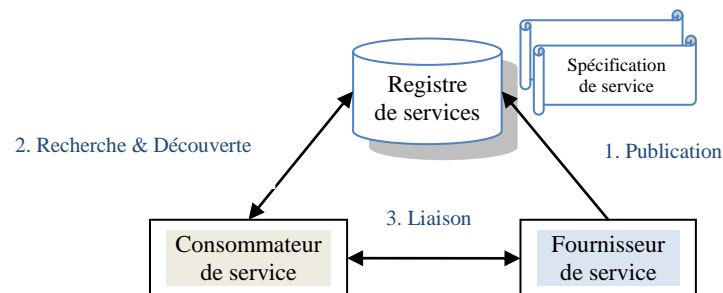 Registre
de services
Spécification
de service
2. Recherche & Découverte
1. Publication
3. Liaison
Consommateur
de service
Fournisseur
de service